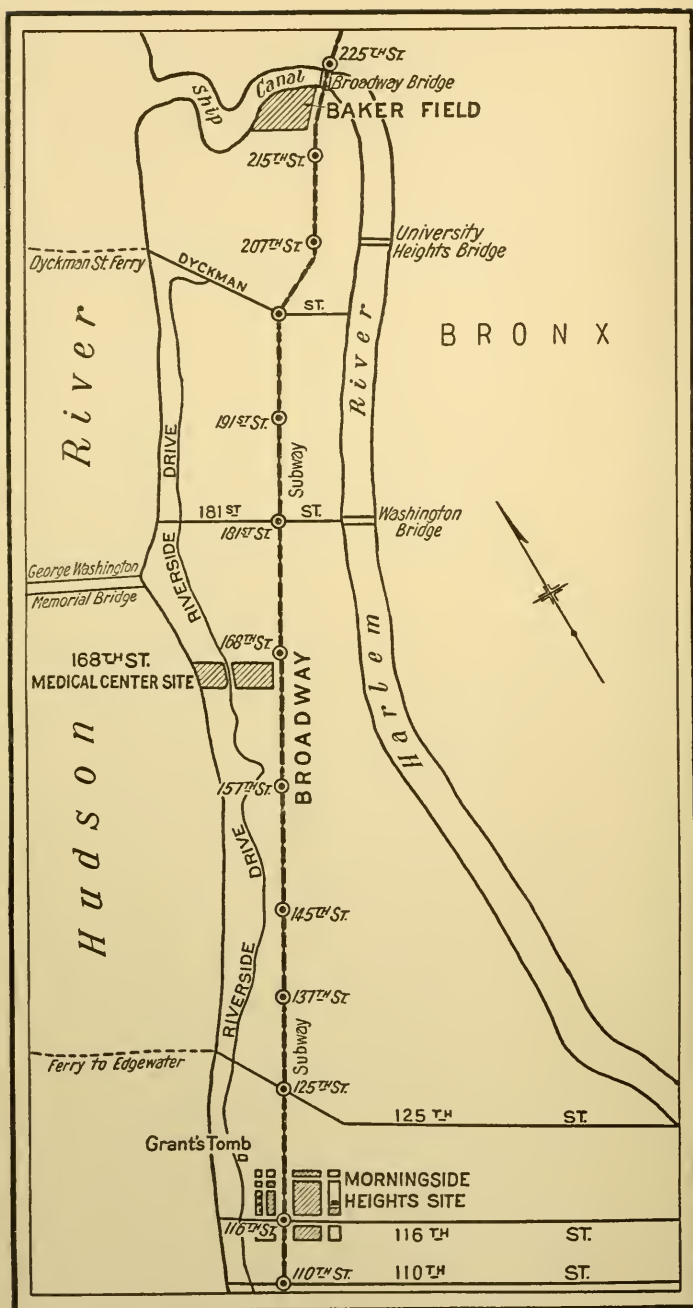 225TH ST.
Ship Canal
Broadway Bridge
BAKER FIELD
215TH ST.
207TH ST.
University
Heights Bridge
Dyckman St. Ferry
DYCKMAN ST.
Hudson River
BRONX
Harlem River
191ST ST.
Subway
RIVERSIDE DRIVE
181ST ST.
181ST ST.
Washington
Bridge
George Washington
Memorial Bridge
168TH ST.
168TH ST.
MEDICAL CENTER SITE
BROADWAY
157TH ST.
RIVERSIDE DRIVE
145TH ST.
137TH ST.
Subway
Ferry to Edgewater
125TH ST.
125TH ST.
Grant's Tomb
MORNINGSIDE
HEIGHTS SITE
116TH ST.
116TH ST.
110TH ST.
110TH ST.